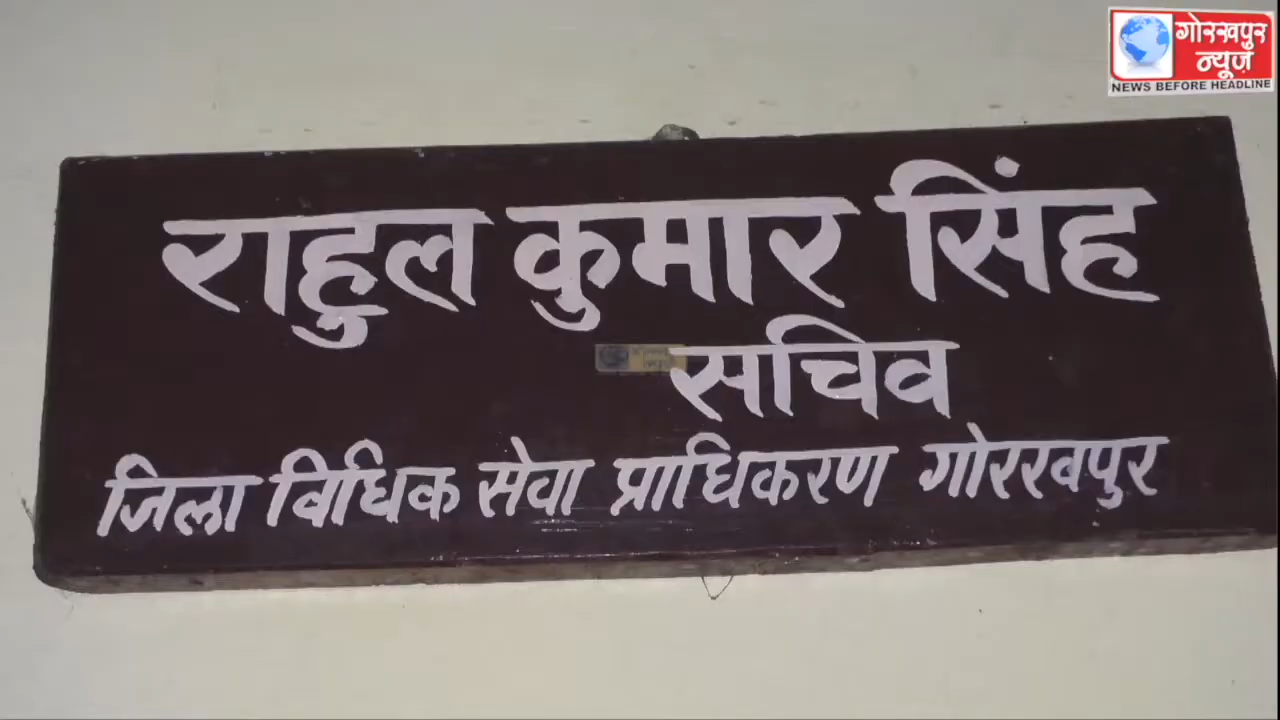 गोरखपुर
न्यूज़
NEWS BEFORE HEADLINE
राहुल कुमार सिंह
सचिव
जिला विधिक सेवा प्राधिकरण गोरखपुर